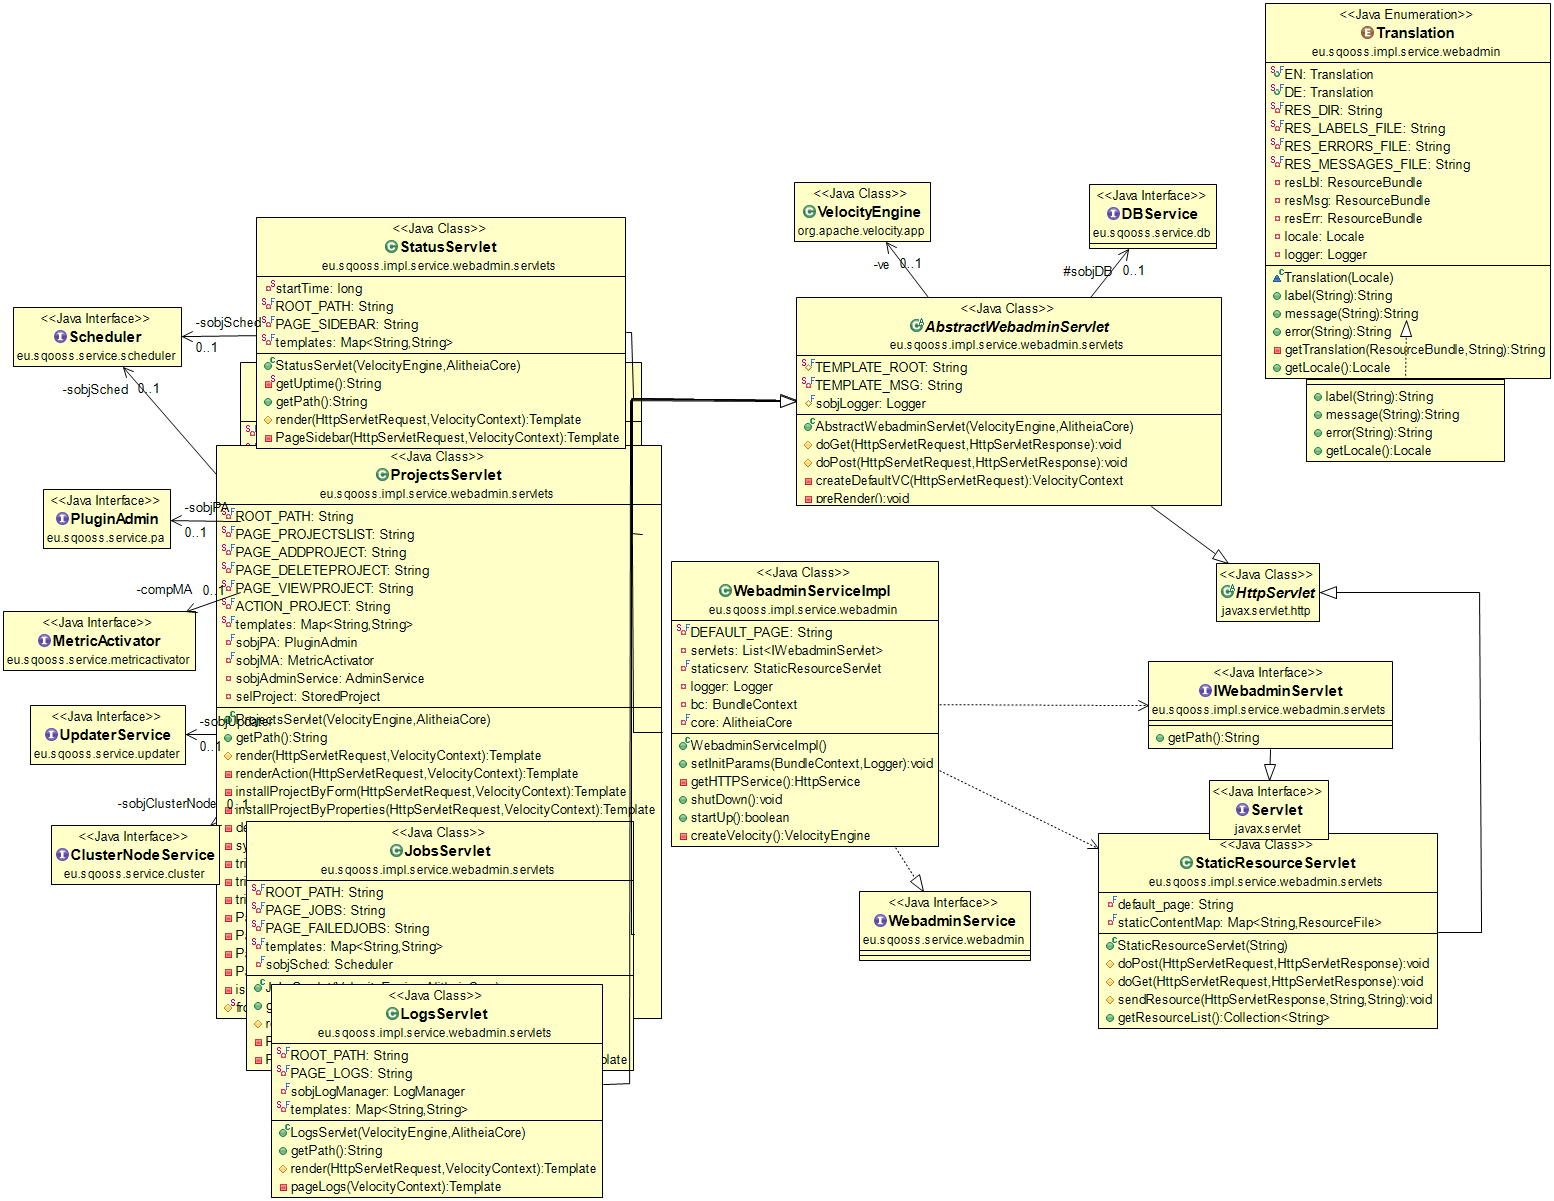 <<Java Enumeration>>
Translation
eu.sqooss.impl.service.webadmin
EN: Translation
DE: Translation
RES_DIR: String
RES_LABELS_FILE: String
RES_ERRORS_FILE: String
RES_MESSAGES_FILE: String
resLbl: ResourceBundle
resMsg: ResourceBundle
resErr: ResourceBundle
locale: Locale
logger: Logger
Translation(Locale)
label(String):String
message(String):String
error(String):String
getTranslation(ResourceBundle,String):String
getLocale():Locale
label(String):String
message(String):String
error(String):String
getLocale():Locale
<<Java Class>>
VelocityEngine
org.apache.velocity.app
-ve 0..1
<<Java Interface>>
DBService
eu.sqooss.service.db
#sobjDB 0..1
<<Java Class>>
AbstractWebadminServlet
eu.sqooss.impl.service.webadmin.servlets
TEMPLATE_ROOT: String
TEMPLATE_MSG: String
sobjLogger: Logger
AbstractWebadminServlet(VelocityEngine,AlitheiaCore)
doGet(HttpServletRequest,HttpServletResponse):void
doPost(HttpServletRequest,HttpServletResponse):void
createDefaultVC(HttpServletRequest):VelocityContext
preRender():void
<<Java Class>>
StatusServlet
eu.sqooss.impl.service.webadmin.servlets
startTime: long
ROOT_PATH: String
PAGE_SIDEBAR: String
templates: Map<String,String>
StatusServlet(VelocityEngine,AlitheiaCore)
getUptime():String
getPath():String
render(HttpServletRequest,VelocityContext):Template
PageSidebar(HttpServletRequest,VelocityContext):Template
<<Java Interface>>
Scheduler
eu.sqooss.service.scheduler
-sobjSched
0..1
-sobjSched 0..1
<<Java Class>>
ProjectsServlet
eu.sqooss.impl.service.webadmin.servlets
ROOT_PATH: String
PAGE_PROJECTSLIST: String
PAGE_ADDPROJECT: String
PAGE_DELETEPROJECT: String
PAGE_VIEWPROJECT: String
ACTION_PROJECT: String
templates: Map<String,String>
sobjPA: PluginAdmin
sobjMA: MetricActivator
sobjAdminService: AdminService
selProject: StoredProject
ProjectsServlet(VelocityEngine,AlitheiaCore)
getPath():String
render(HttpServletRequest,VelocityContext):Template
renderAction(HttpServletRequest,VelocityContext):Template
installProjectByForm(HttpServletRequest,VelocityContext):Template
installProjectByProperties(HttpServletRequest,VelocityContext):Template
<<Java Interface>>
PluginAdmin
eu.sqooss.service.pa
-sobjPA
0..1
-compMA 0..1
<<Java Interface>>
MetricActivator
eu.sqooss.service.metricactivator
<<Java Interface>>
UpdaterService
eu.sqooss.service.updater
-sobjUpdater
0..1
-sobjClusterNode 0..1
<<Java Interface>>
ClusterNodeService
eu.sqooss.service.cluster
<<Java Class>>
JobsServlet
eu.sqooss.impl.service.webadmin.servlets
ROOT_PATH: String
PAGE_JOBS: String
PAGE_FAILEDJOBS: String
templates: Map<String,String>
sobjSched: Scheduler
<<Java Class>>
LogsServlet
eu.sqooss.impl.service.webadmin.servlets
ROOT_PATH: String
PAGE_LOGS: String
sobjLogManager: LogManager
templates: Map<String,String>
LogsServlet(VelocityEngine,AlitheiaCore)
getPath():String
render(HttpServletRequest,VelocityContext):Template
pageLogs(VelocityContext):Template
<<Java Class>>
WebadminServiceImpl
eu.sqooss.impl.service.webadmin
DEFAULT_PAGE: String
servlets: List<IWebadminServlet>
staticserv: StaticResourceServlet
logger: Logger
bc: BundleContext
core: AlitheiaCore
WebadminServiceImpl()
setInitParams(BundleContext,Logger):void
getHTTPService():HttpService
shutDown():void
startUp():boolean
createVelocity():VelocityEngine
<<Java Interface>>
WebadminService
eu.sqooss.service.webadmin
<<Java Class>>
HttpServlet
javax.servlet.http
<<Java Interface>>
IWebadminServlet
eu.sqooss.impl.service.webadmin.servlets
getPath():String
<<Java Interface>>
Servlet
javax.servlet
<<Java Class>>
StaticResourceServlet
eu.sqooss.impl.service.webadmin.servlets
default_page: String
staticContentMap: Map<String,ResourceFile>
StaticResourceServlet(String)
doPost(HttpServletRequest,HttpServletResponse):void
doGet(HttpServletRequest,HttpServletResponse):void
sendResource(HttpServletResponse,String,String):void
getResourceList():Collection<String>